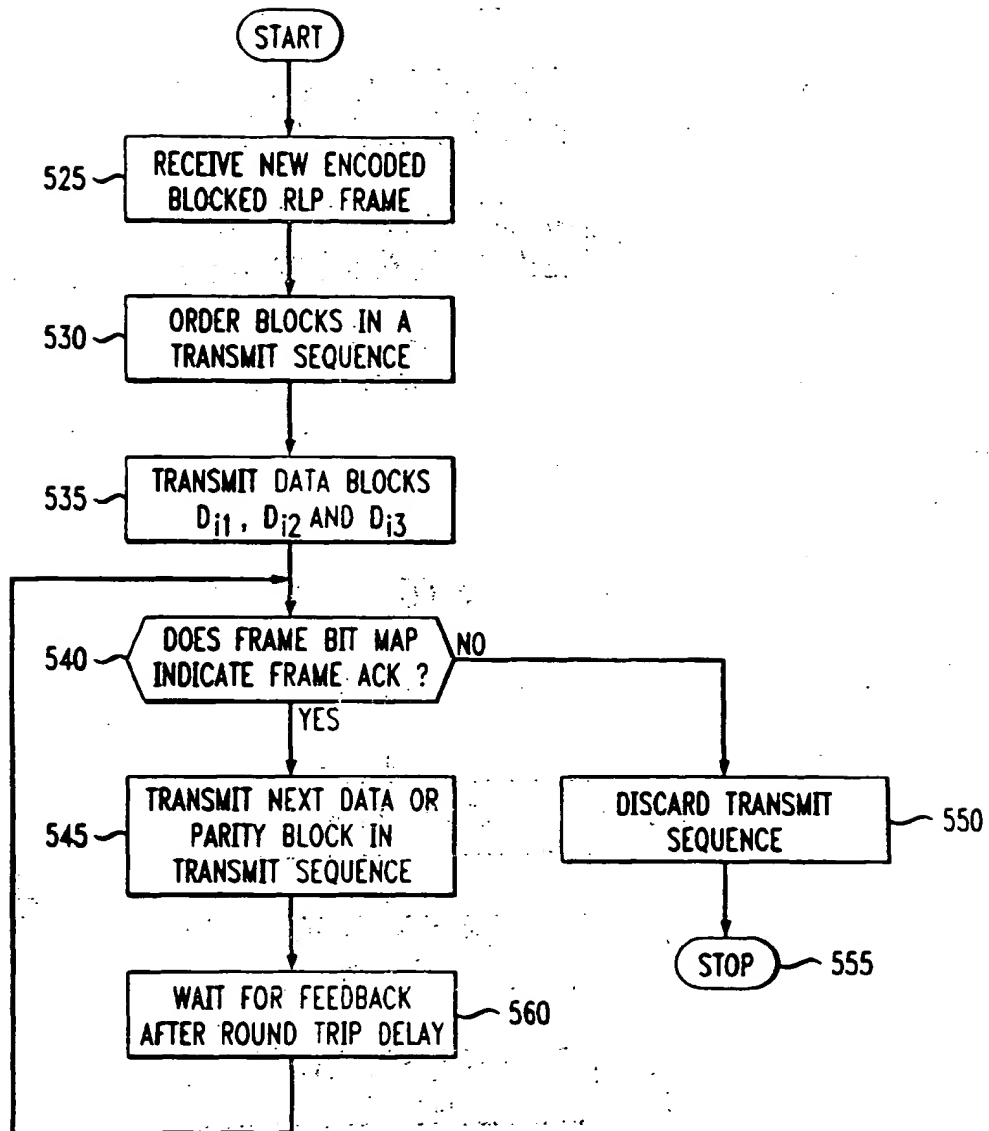 START
525
RECEIVE NEW ENCODED
BLOCKED RLP FRAME
530
ORDER BLOCKS IN A
TRANSMIT SEQUENCE
535
TRANSMIT DATA BLOCKS
Di1, Di2 AND Di3
540
DOES FRAME BIT MAP
INDICATE FRAME ACK ?
NO
YES
545
TRANSMIT NEXT DATA OR
PARITY BLOCK IN
TRANSMIT SEQUENCE
DISCARD TRANSMIT
SEQUENCE
550
STOP
555
WAIT FOR FEEDBACK
AFTER ROUND TRIP DELAY
560